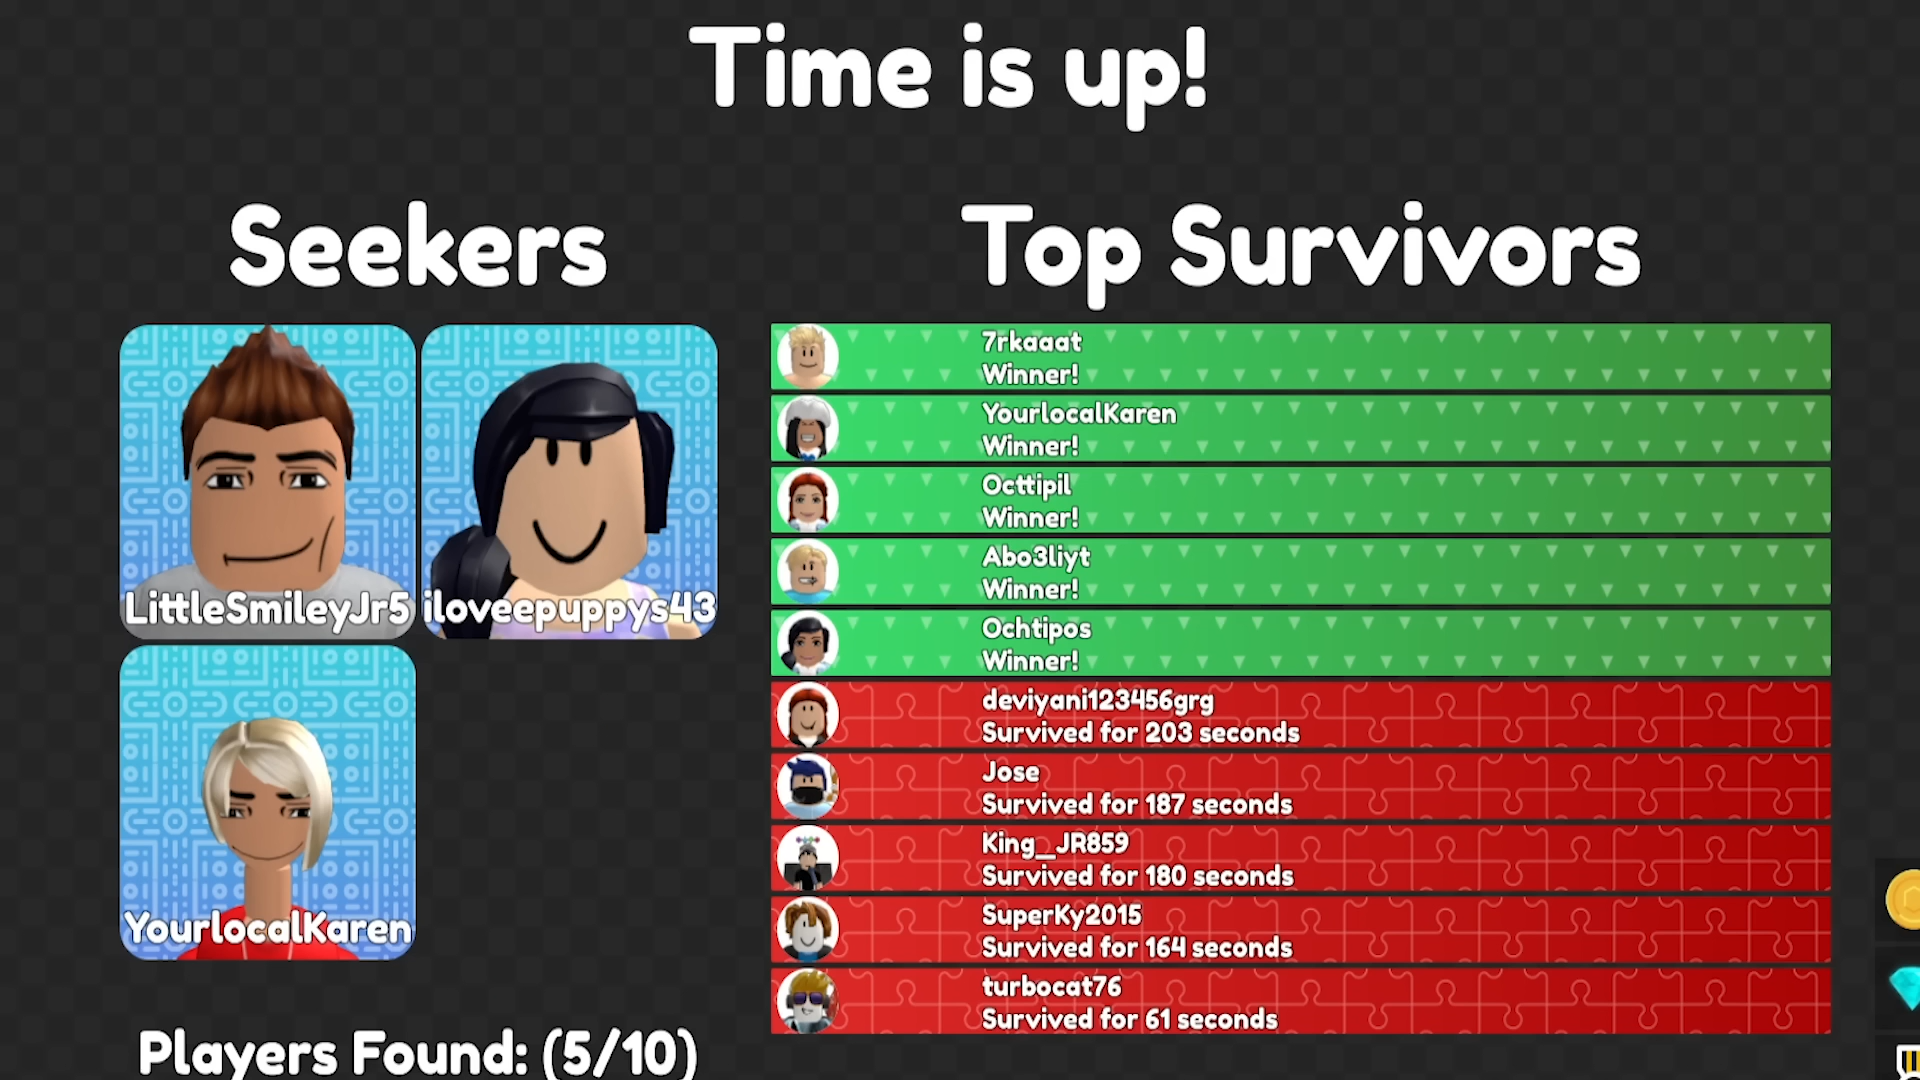 Time is up!
Seekers
LittleSmileyJr5
iloveepuppys43
YourlocalKaren
Players Found: (5/10)
Top Survivors
7rkaaat
Winner!
YourlocalKaren
Winner!
Octtipil
Winner!
Abo3liyt
Winner!
Ochtipos
Winner!
deviyani123456grg
Survived for 203 seconds
Jose
Survived for 187 seconds
King_JR859
Survived for 180 seconds
SuperKy2015
Survived for 164 seconds
turbocat76
Survived for 61 seconds